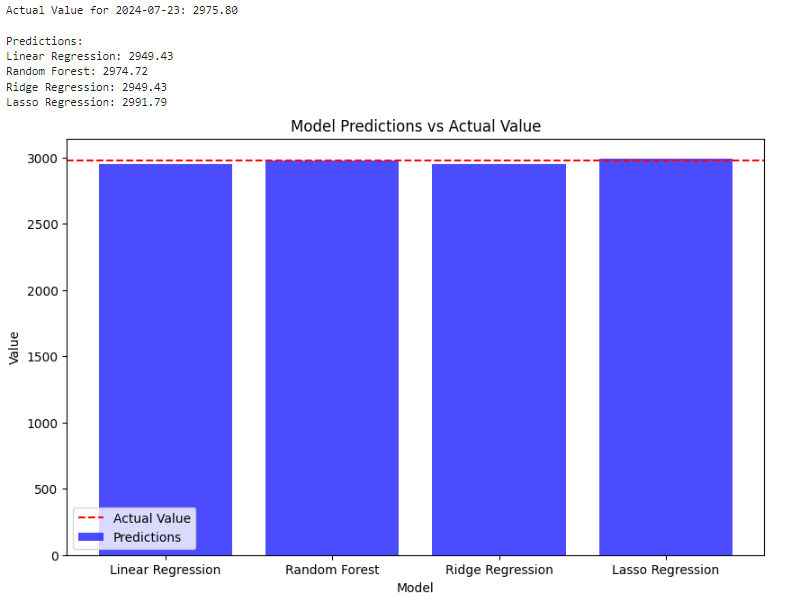 Actual Value for 2024-07-23: 2975.80
Predictions:
Linear Regression: 2949.43
Random Forest: 2974.72
Ridge Regression: 2949.43
Lasso Regression: 2991.79
Model Predictions vs Actual Value
3000
2500
2000
1500
1000
500
0
Value
Actual Value
Predictions
Linear Regression Random Forest Ridge Regression Lasso Regression
Model